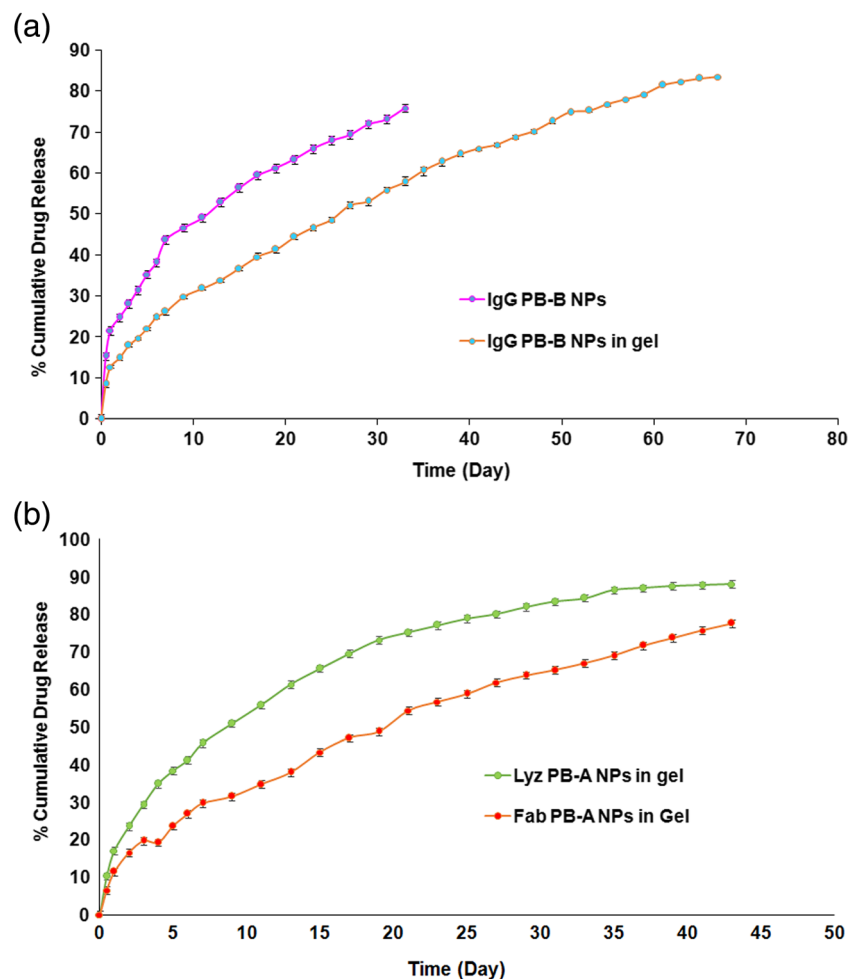 (a)
90
80
70
60
50
40
30
20
10
0
% Cumulative Drug Release
IgG PB-B NPs
IgG PB-B NPs in gel
0 10 20 30 40 50 60 70 80
Time (Day)
(b)
100
90
80
70
60
50
40
30
20
10
0
% Cumulative Drug Release
Lyz PB-A NPs in gel
Fab PB-A NPs in Gel
0 5 10 15 20 25 30 35 40 45 50
Time (Day)